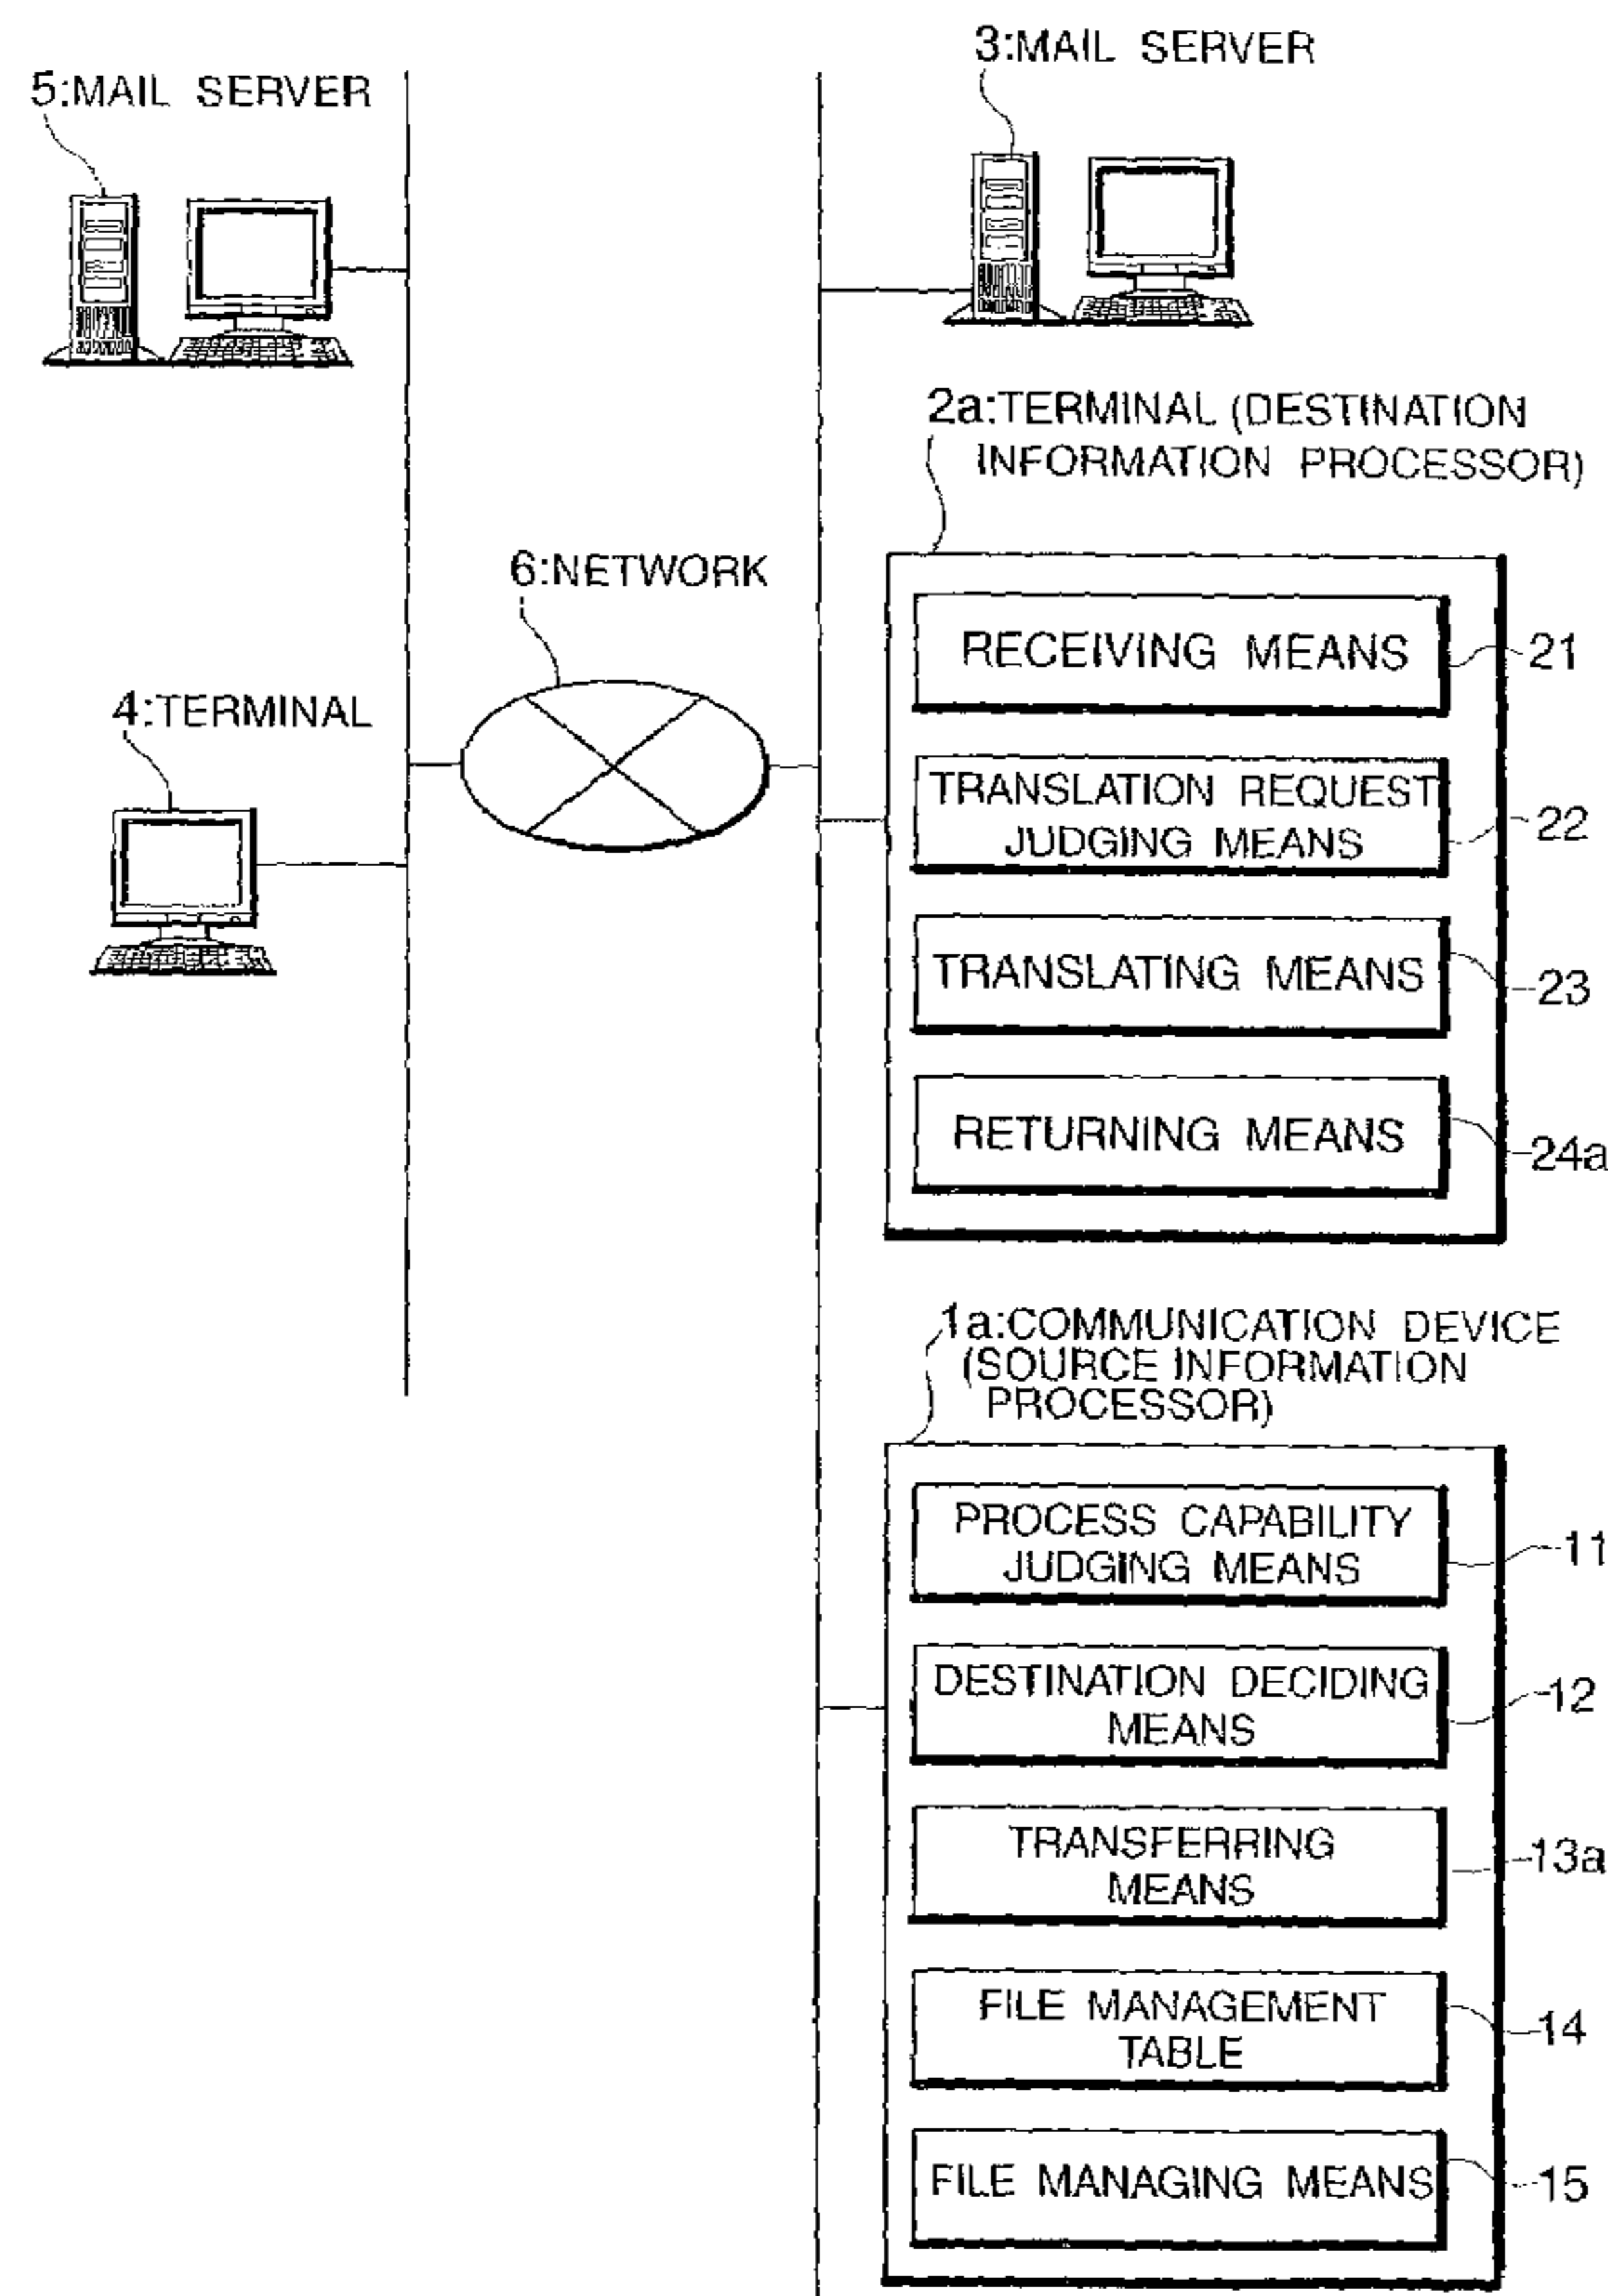 3:MAIL SERVER
5:MAIL SERVER
2a:TERMINAL (DESTINATION
INFORMATION PROCESSOR)
6:NETWORK
RECEIVING MEANS
21
4:TERMINAL
TRANSLATION REQUEST
JUDGING MEANS
22
TRANSLATING MEANS
23
RETURNING MEANS
24a
1a:COMMUNICATION DEVICE
(SOURCE INFORMATION
PROCESSOR)
PROCESS CAPABILITY
JUDGING MEANS
11
DESTINATION DECIDING
MEANS
12
TRANSFERRING
MEANS
13a
FILE MANAGEMENT
TABLE
14
FILE MANAGING MEANS
15